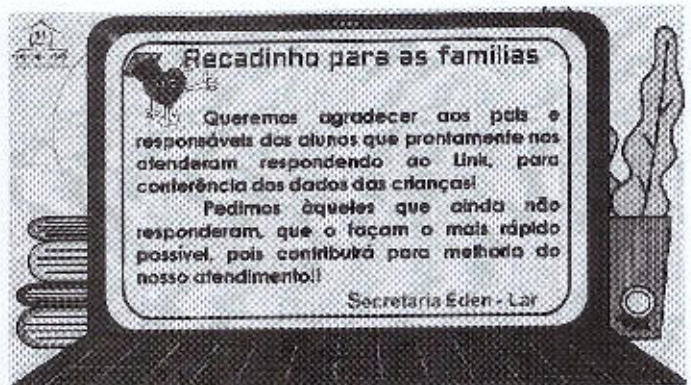 Recadinho para as famílias
Queremos agradecer aos pais e
responsáveis dos alunos que prontamente nos
atenderam respondendo ao Link, para
conferência dos dados das crianças!
Pedimos àqueles que ainda não
responderam, que o façam o mais rápido
possível, pois contribuirá para melhoria do
nosso atendimento!!
Secretaria Eden - Lar